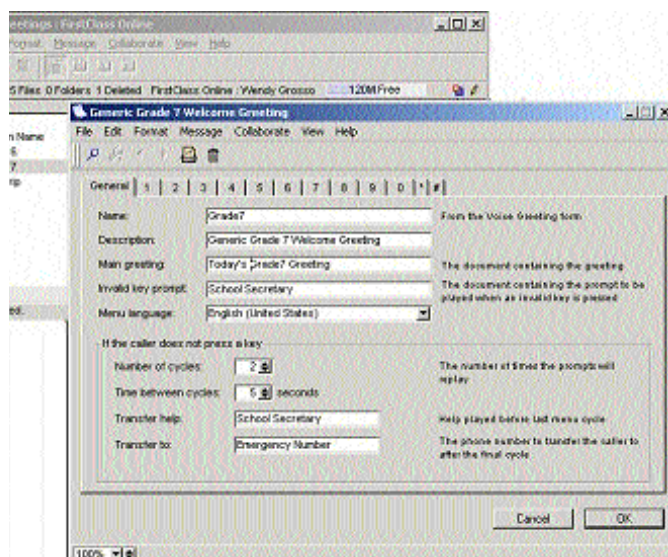 eetings : FirstClass Online
Format Message Collaborate View Help
5 Files 0 Folders 1 Deleted FirstClass Online : Wendy Grosso 120M Free
Generic Grade 7 Welcome Greeting
File Edit Format Message Collaborate View Help
n Name
6
7
rip
General 1 2 3 4 5 6 7 8 9 0 * #
Name: Grade7 From the Voice Greeting form
Description: Generic Grade 7 Welcome Greeting
Main greeting: Today's Grade7 Greeting The document containing the greeting
Invalid key prompt: School Secretary The document containing the prompt to be
played when an invalid key is pressed
Menu language: English (United States)
ed.
If the caller does not press a key
Number of cycles: 2 The number of times the prompts will
replay
Time between cycles: 5 seconds
Transfer help: School Secretary Help played before last menu cycle
Transfer to: Emergency Number The phone number to transfer the caller to
after the final cycle
Cancel OK
100%